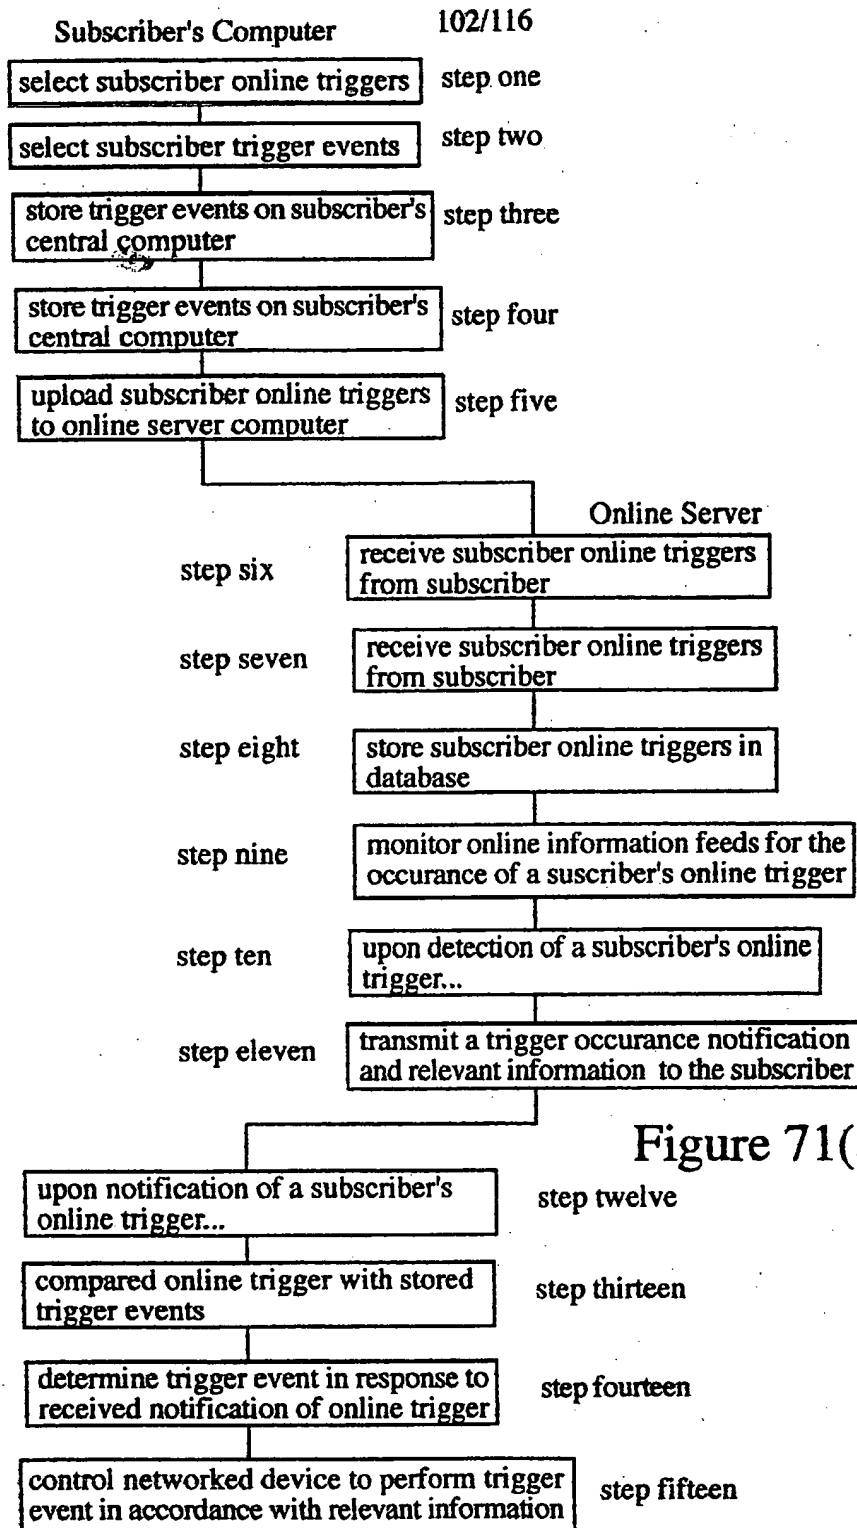 Subscriber's Computer
102/116
select subscriber online triggers
step one
select subscriber trigger events
step two
store trigger events on subscriber's
central computer
step three
store trigger events on subscriber's
central computer
step four
upload subscriber online triggers
to online server computer
step five
Online Server
step six
receive subscriber online triggers
from subscriber
step seven
receive subscriber online triggers
from subscriber
step eight
store subscriber online triggers in
database
step nine
monitor online information feeds for the
occurance of a suscriber's online trigger
step ten
upon detection of a subscriber's online
trigger...
step eleven
transmit a trigger occurance notification
and relevant information to the subscriber
Figure 71(
upon notification of a subscriber's
online trigger...
step twelve
compared online trigger with stored
trigger events
step thirteen
determine trigger event in response to
received notification of online trigger
step fourteen
control networked device to perform trigger
event in accordance with relevant information
step fifteen